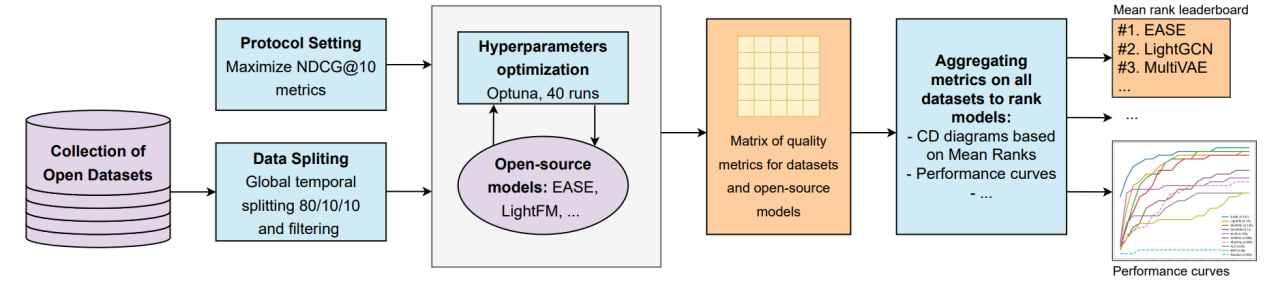 Collection of
Open Datasets
Protocol Setting
Maximize NDCG@10
metrics
Data Spliting
Global temporal
splitting 80/10/10
and filtering
Hyperparameters
optimization
Optuna, 40 runs
Open-source
models: EASE,
LightFM, ...
Matrix of quality
metrics for datasets
and open-source
models
Aggregating
metrics on all
datasets to rank
models:
- CD diagrams based
on Mean Ranks
- Performance curves
- ...
Mean rank leaderboard
#1. EASE
#2. LightGCN
#3. MultiVAE
...
...
Performance curves